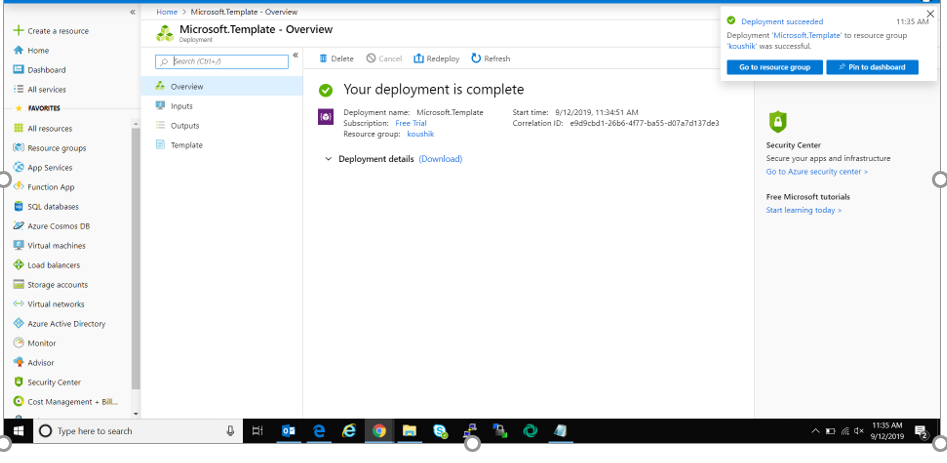 Create a resource
Home
Dashboard
All services
FAVORITES
All resources
Resource groups
App Services
Function App
SQL databases
Azure Cosmos DB
Virtual machines
Load balancers
Storage accounts
Virtual networks
Azure Active Directory
Monitor
Advisor
Security Center
Cost Management + Bill...
Home > Microsoft.Template - Overview
Microsoft.Template - Overview
Deployment
Search (Ctrl+/)
Overview
Inputs
Outputs
Template
Delete Cancel Redeploy Refresh
Your deployment is complete
Deployment name: Microsoft.Template
Subscription: Free Trial
Resource group: koushik
Start time: 9/12/2019, 11:34:51 AM
Correlation ID: e9d9cbd1-26b6-4f77-ba55-d07a7d137de3
Deployment details (Download)
Deployment succeeded 11:35 AM
Deployment 'Microsoft.Template' to resource group
'koushik' was successful.
Go to resource group Pin to dashboard
Security Center
Secure your apps and infrastructure
Go to Azure security center >
Free Microsoft tutorials
Start learning today >
Type here to search
11:35 AM
9/12/2019
2